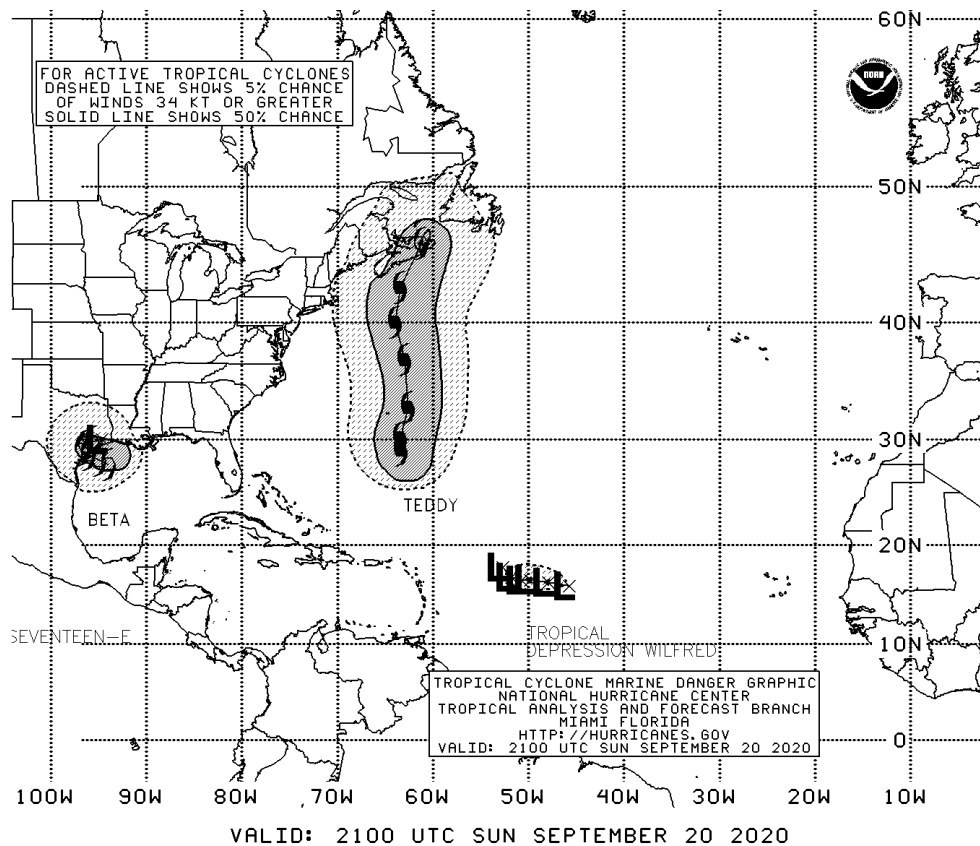 60N
FOR ACTIVE TROPICAL CYCLONES
DASHED LINE SHOWS 5% CHANCE
OF WINDS 34 KT OR GREATER
SOLID LINE SHOWS 50% CHANCE
NOAA
50N
40N
30N
TEDDY
BETA
20N
SEVENTEEN-E
TROPICAL
DEPRESSION WILFRED
10N
TROPICAL CYCLONE MARINE DANGER GRAPHIC
NATIONAL HURRICANE CENTER
TROPICAL ANALYSIS AND FORECAST BRANCH
MIAMI FLORIDA
HTTP://HURRICANES.GOV
VALID: 2100 UTC SUN SEPTEMBER 20 2020
0
100W 90W 80W 70W 60W 50W 40W 30W 20W 10W
VALID: 2100 UTC SUN SEPTEMBER 20 2020